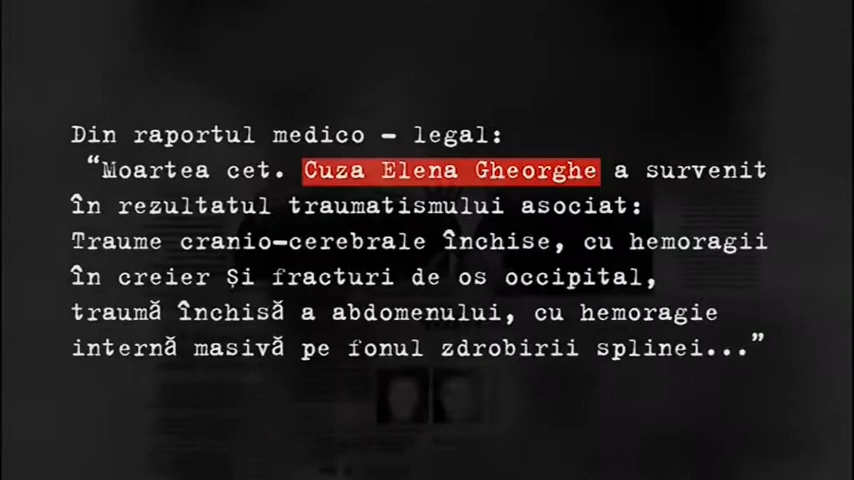 Din raportul medico - legal:
“Moartea cet. Cuza Elena Gheorghe a survenit
în rezultatul traumatismului asociat:
Traume cranio-cerebrale închise, cu hemoragii
în creier Și fracturi de os occipital,
traumă închisă a abdomenului, cu hemoragie
internă masivă pe fonul zdrobirii splinei...”